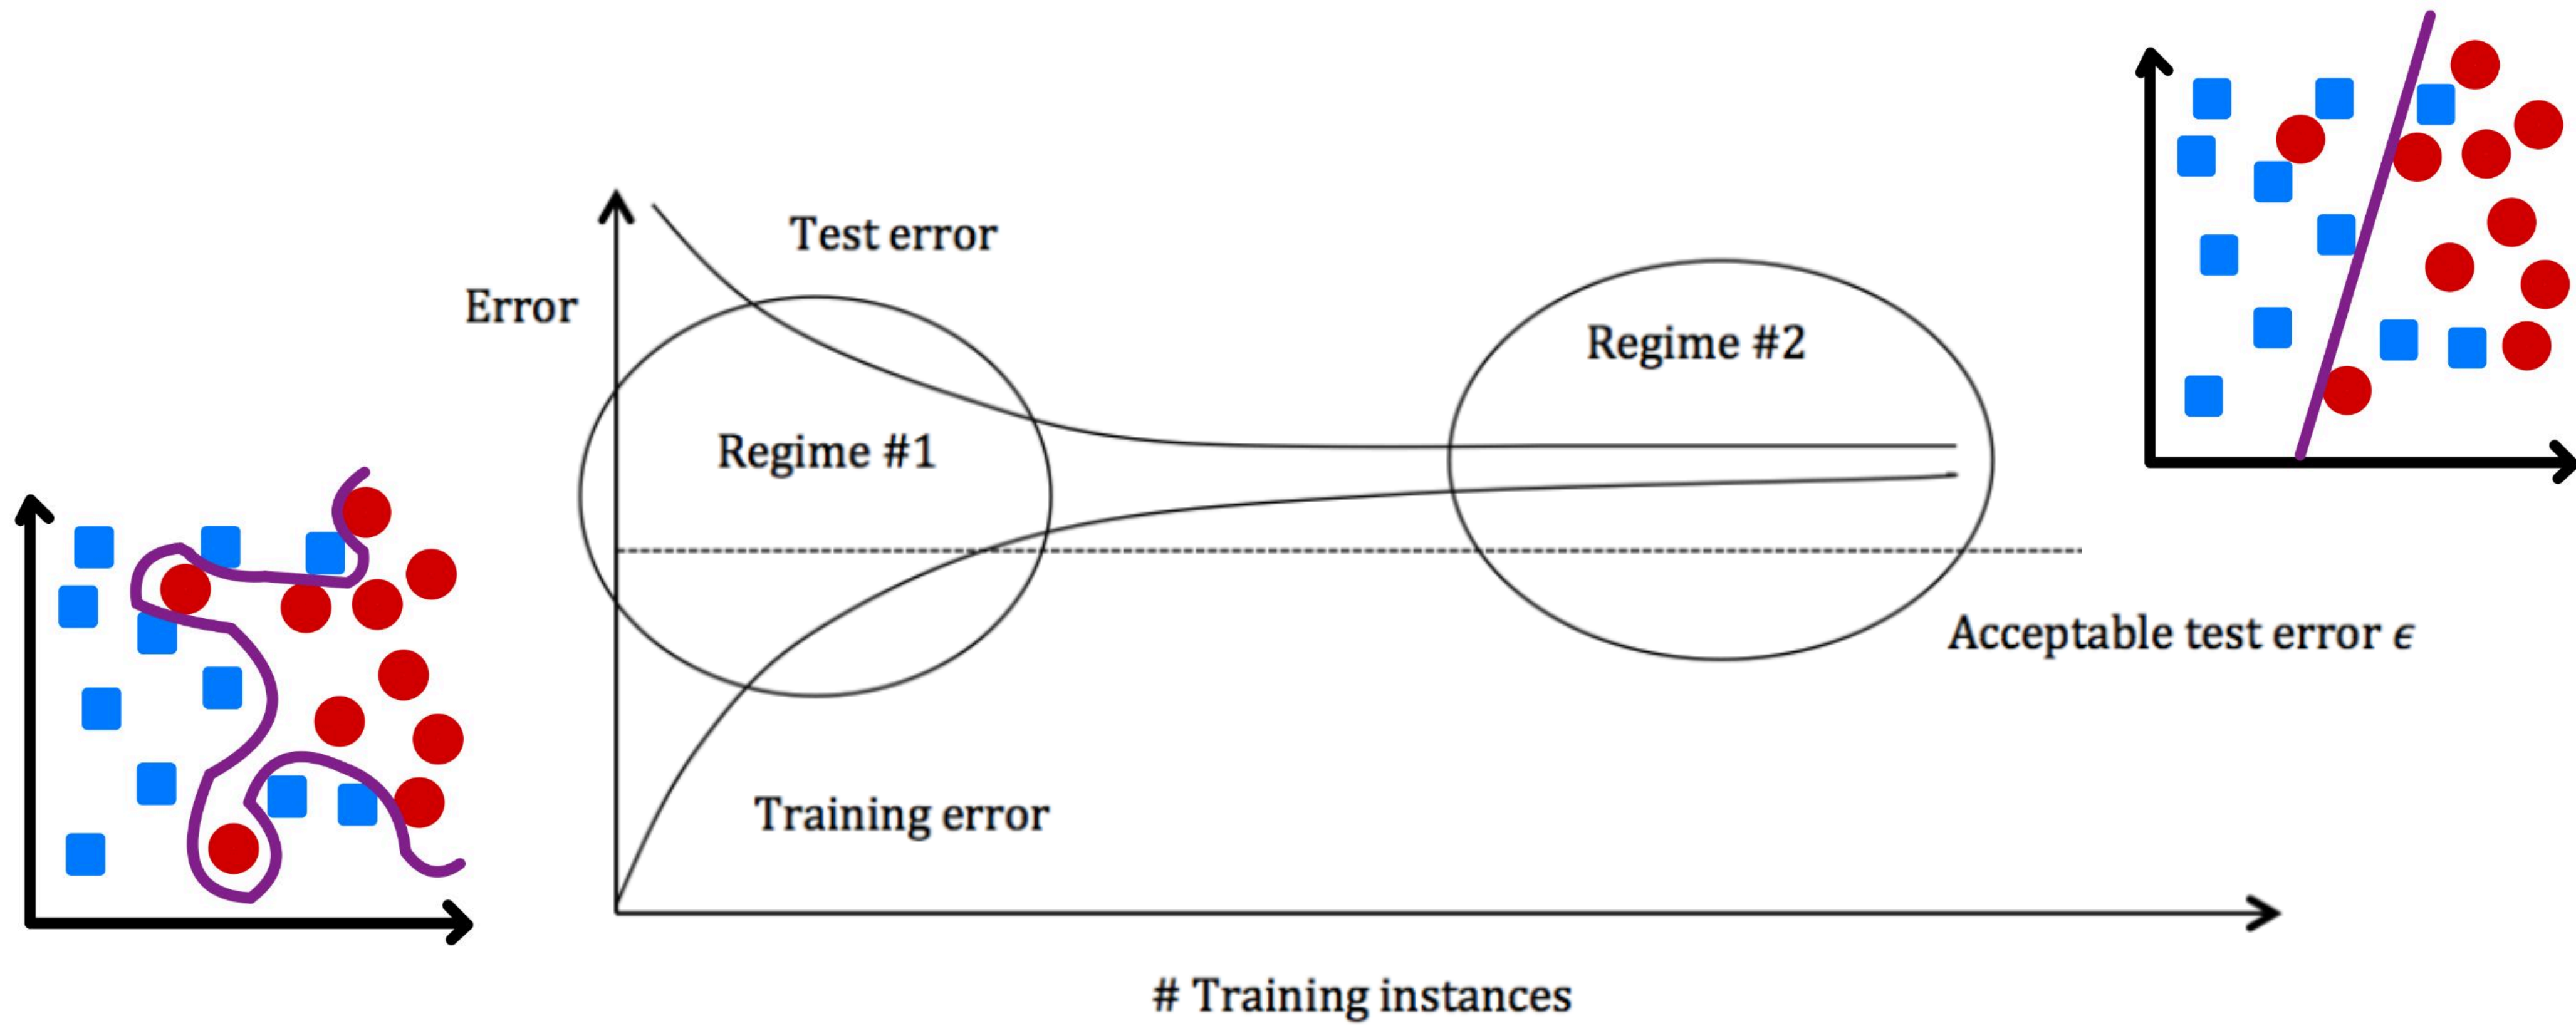 Test error
Error
Regime #2
Regime #1
Acceptable test error ϵ
Training error
# Training instances